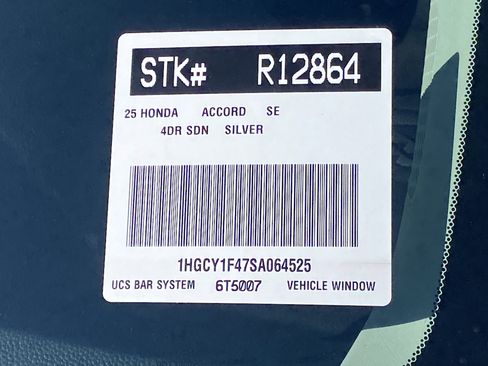 STK# R12864
25 HONDA ACCORD SE
4DR SDN SILVER
1HGCY1F47SA064525
UCS BAR SYSTEM 6T5007 VEHICLE WINDOW